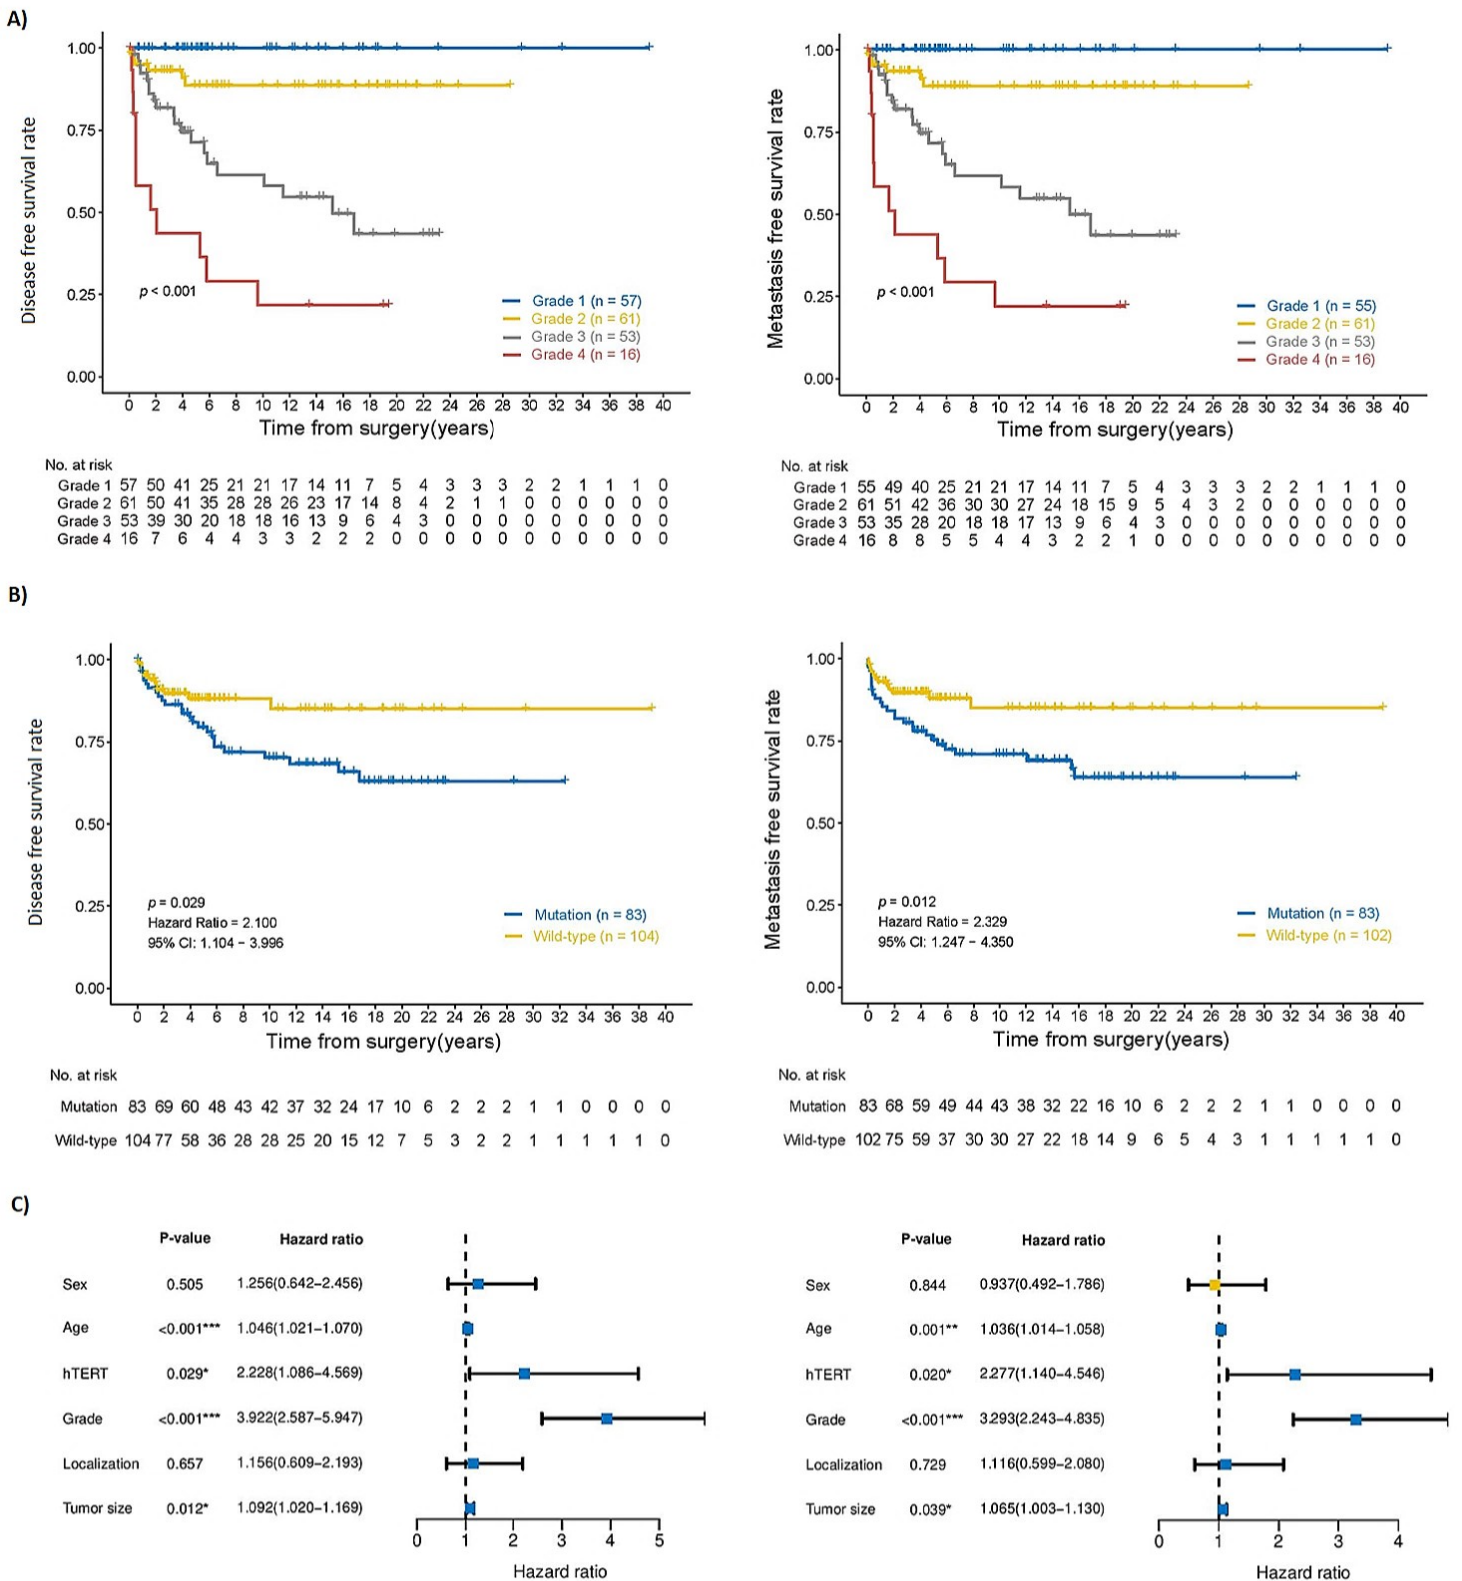 A)
Disease free survival rate
1.00
0.75
0.50
0.25
0.00
p < 0.001
Grade 1 (n = 57)
Grade 2 (n = 61)
Grade 3 (n = 53)
Grade 4 (n = 16)
0 2 4 6 8 10 12 14 16 18 20 22 24 26 28 30 32 34 36 38 40
Time from surgery(years)
No. at risk
Grade 1 57 50 41 25 21 21 17 14 11 7 5 4 3 3 3 2 2 1 1 1 0
Grade 2 61 50 41 35 28 28 26 23 17 14 8 4 2 1 1 0 0 0 0 0 0
Grade 3 53 39 30 20 18 18 16 13 9 6 4 3 0 0 0 0 0 0 0 0 0
Grade 4 16 7 6 4 4 3 3 2 2 2 0 0 0 0 0 0 0 0 0 0 0
Metastasis free survival rate
1.00
0.75
0.50
0.25
0.00
p < 0.001
Grade 1 (n = 55)
Grade 2 (n = 61)
Grade 3 (n = 53)
Grade 4 (n = 16)
0 2 4 6 8 10 12 14 16 18 20 22 24 26 28 30 32 34 36 38 40
Time from surgery(years)
No. at risk
Grade 1 55 49 40 25 21 21 17 14 11 7 5 4 3 3 3 2 2 1 1 1 0
Grade 2 61 51 42 36 30 30 27 24 18 15 9 5 4 3 2 0 0 0 0 0 0
Grade 3 53 35 28 20 18 18 17 13 9 6 4 3 0 0 0 0 0 0 0 0 0
Grade 4 16 8 8 5 5 4 4 3 2 2 1 0 0 0 0 0 0 0 0 0 0
B)
Disease free survival rate
1.00
0.75
0.50
0.25
0.00
p = 0.029
Hazard Ratio = 2.100
95% CI: 1.104 – 3.996
Mutation (n = 83)
Wild-type (n = 104)
0 2 4 6 8 10 12 14 16 18 20 22 24 26 28 30 32 34 36 38 40
Time from surgery(years)
No. at risk
Mutation 83 69 60 48 43 42 37 32 24 17 10 6 2 2 2 1 1 0 0 0 0
Wild-type 104 77 58 36 28 28 25 20 15 12 7 5 3 2 2 1 1 1 1 1 0
Metastasis free survival rate
1.00
0.75
0.50
0.25
0.00
p = 0.012
Hazard Ratio = 2.329
95% CI: 1.247 – 4.350
Mutation (n = 83)
Wild-type (n = 102)
0 2 4 6 8 10 12 14 16 18 20 22 24 26 28 30 32 34 36 38 40
Time from surgery(years)
No. at risk
Mutation 83 68 59 49 44 43 38 32 22 16 10 6 2 2 2 1 1 0 0 0 0
Wild-type 102 75 59 37 30 30 27 22 18 14 9 6 5 4 3 1 1 1 1 1 0
C)
P-value Hazard ratio
Sex 0.505 1.256(0.642–2.456)
Age <0.001*** 1.046(1.021–1.070)
hTERT 0.029* 2.228(1.086–4.569)
Grade <0.001*** 3.922(2.587–5.947)
Localization 0.657 1.156(0.609–2.193)
Tumor size 0.012* 1.092(1.020–1.169)
0 1 2 3 4 5
Hazard ratio
P-value Hazard ratio
Sex 0.844 0.937(0.492–1.786)
Age 0.001** 1.036(1.014–1.058)
hTERT 0.020* 2.277(1.140–4.546)
Grade <0.001*** 3.293(2.243–4.835)
Localization 0.729 1.116(0.599–2.080)
Tumor size 0.039* 1.065(1.003–1.130)
0 1 2 3 4
Hazard ratio